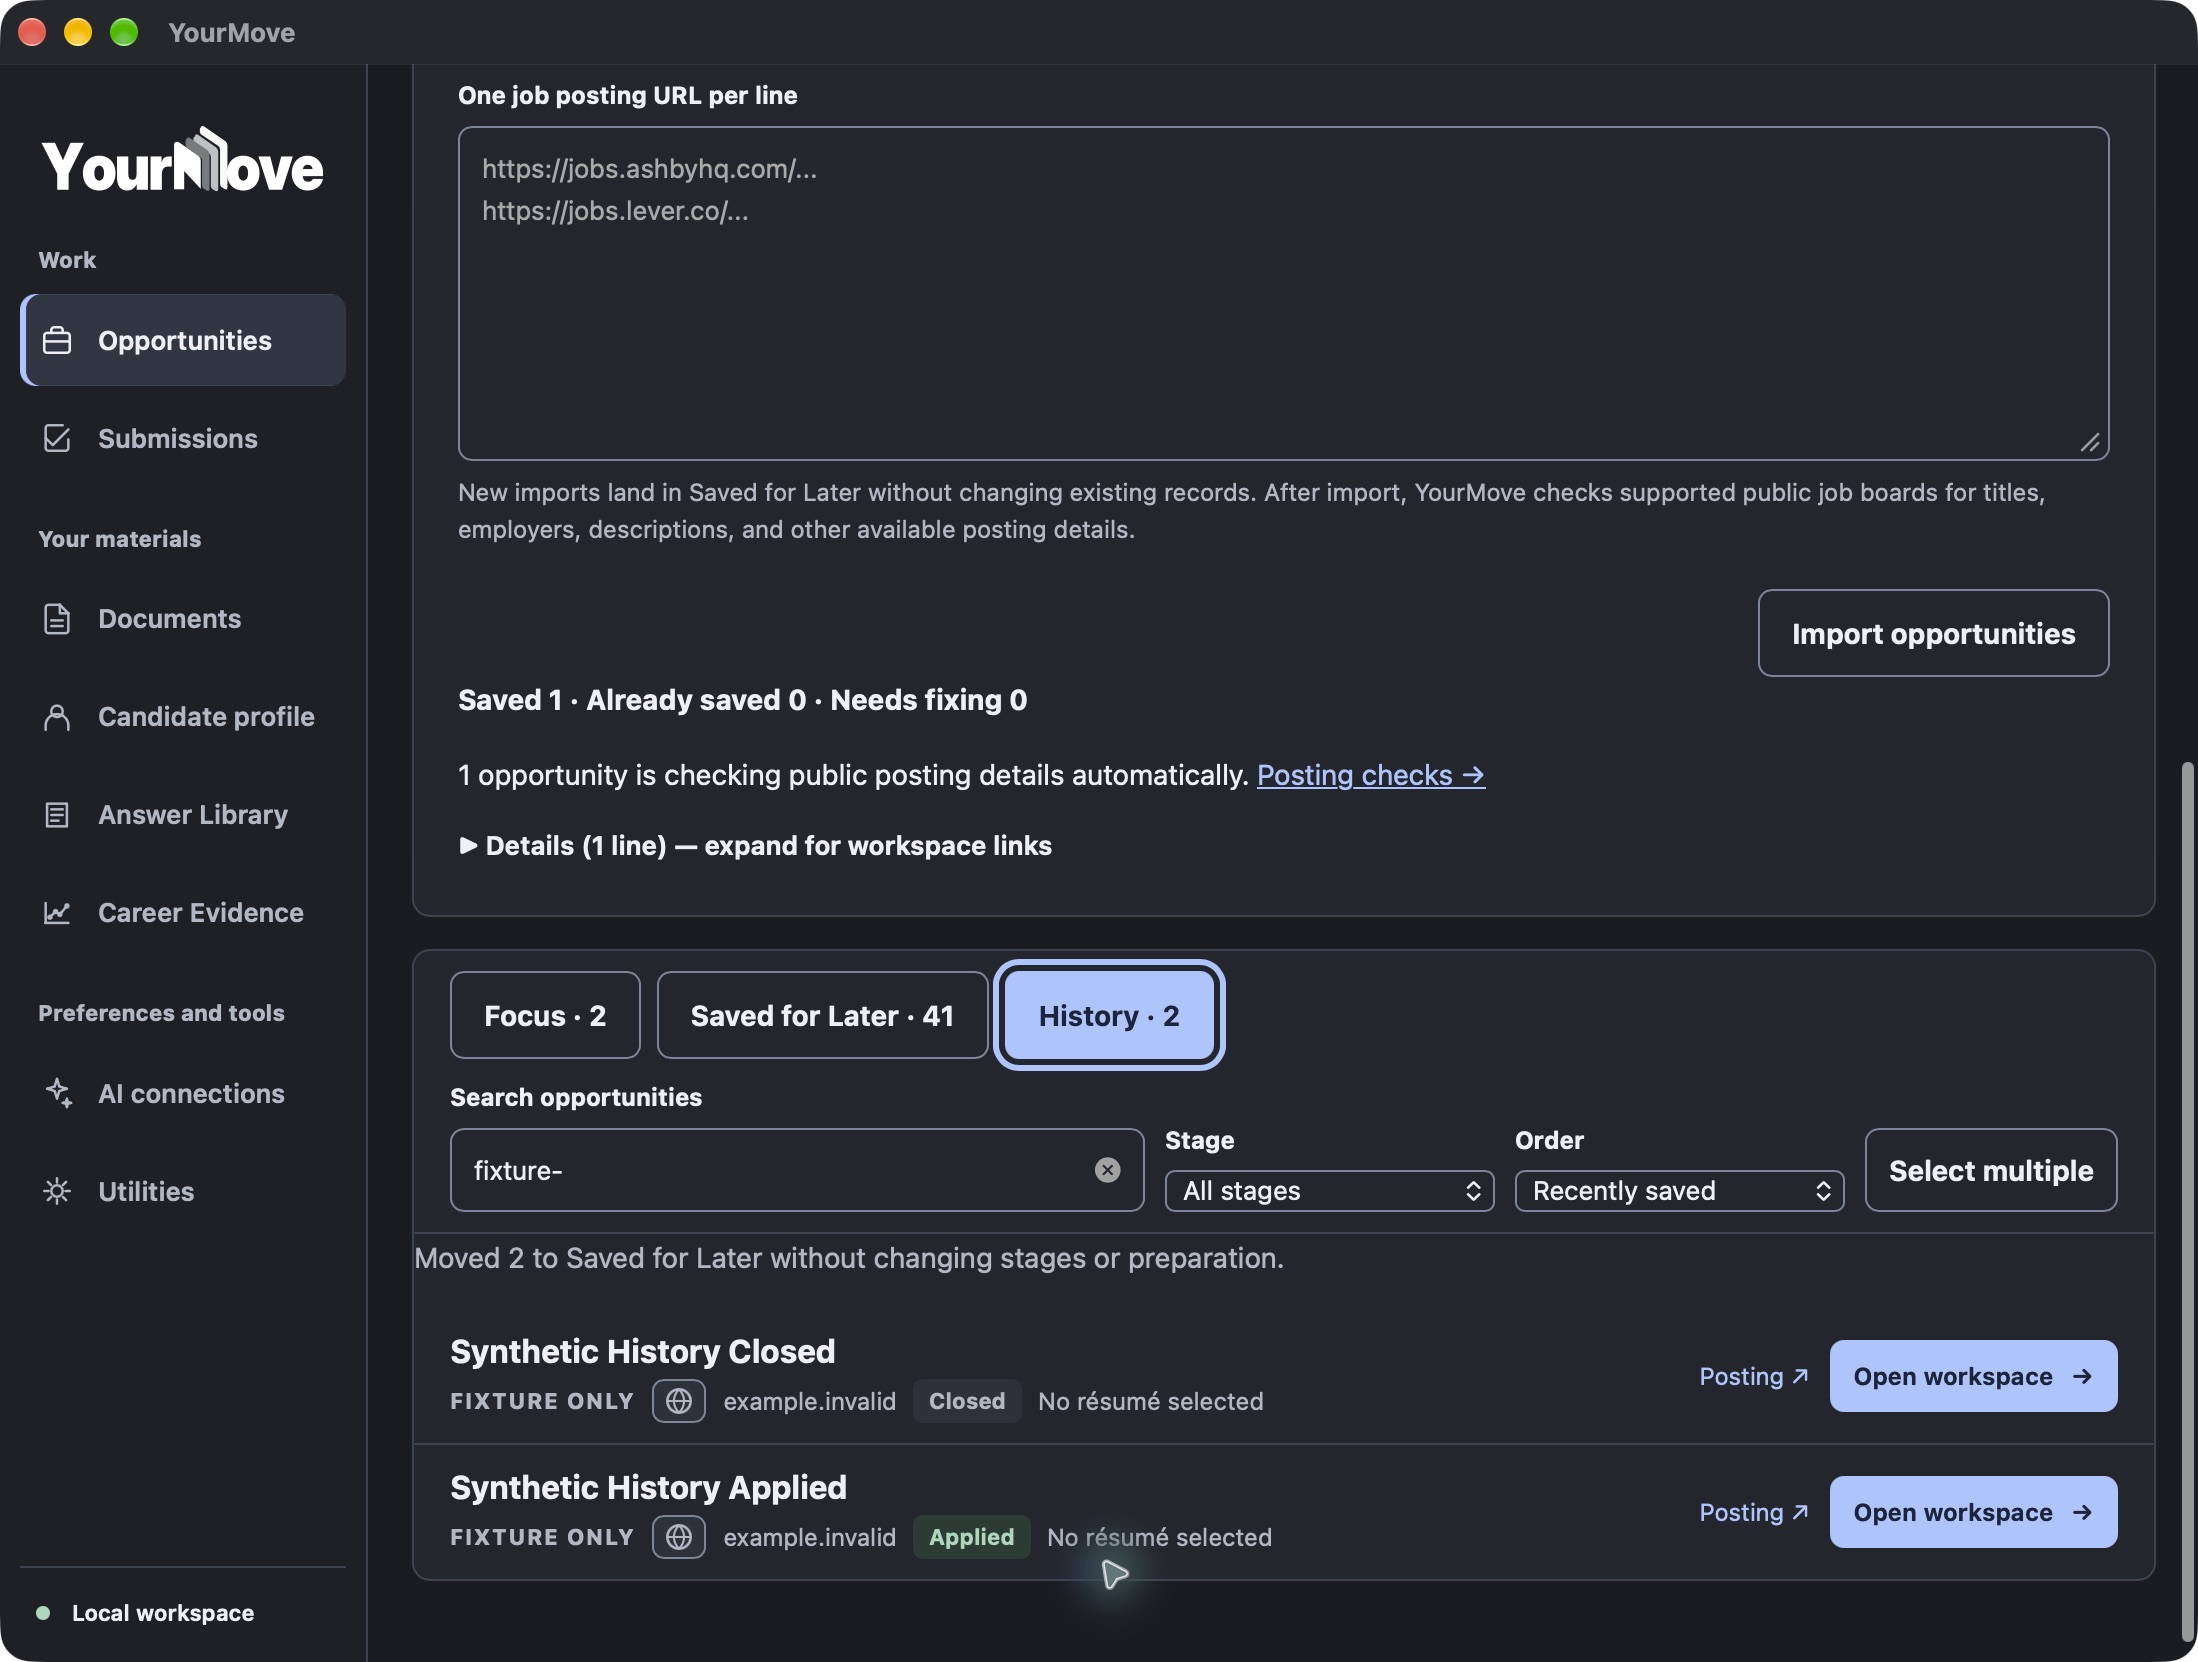 YourMove
YourMove
Work
Opportunities
Submissions
Your materials
Documents
Candidate profile
Answer Library
Career Evidence
Preferences and tools
AI connections
Utilities
Local workspace
One job posting URL per line
https://jobs.ashbyhq.com/...
https://jobs.lever.co/...
New imports land in Saved for Later without changing existing records. After import, YourMove checks supported public job boards for titles,
employers, descriptions, and other available posting details.
Import opportunities
Saved 1 · Already saved 0 · Needs fixing 0
1 opportunity is checking public posting details automatically. Posting checks →
▶ Details (1 line) — expand for workspace links
Focus · 2
Saved for Later · 41
History · 2
Search opportunities
fixture-
Stage
All stages
Order
Recently saved
Select multiple
Moved 2 to Saved for Later without changing stages or preparation.
Synthetic History Closed
FIXTURE ONLY example.invalid Closed No résumé selected
Posting ↗
Open workspace →
Synthetic History Applied
FIXTURE ONLY example.invalid Applied No résumé selected
Posting ↗
Open workspace →